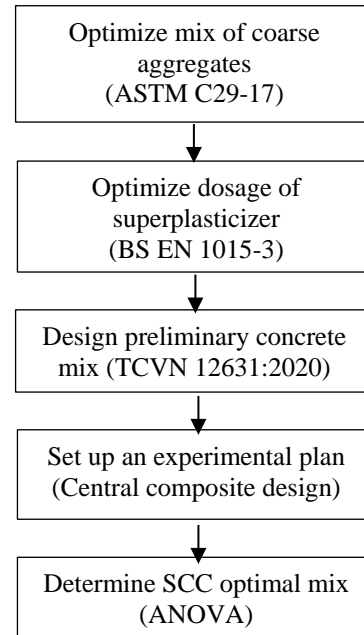 Optimize mix of coarse
aggregates
(ASTM C29-17)
Optimize dosage of
superplasticizer
(BS EN 1015-3)
Design preliminary concrete
mix (TCVN 12631:2020)
Set up an experimental plan
(Central composite design)
Determine SCC optimal mix
(ANOVA)